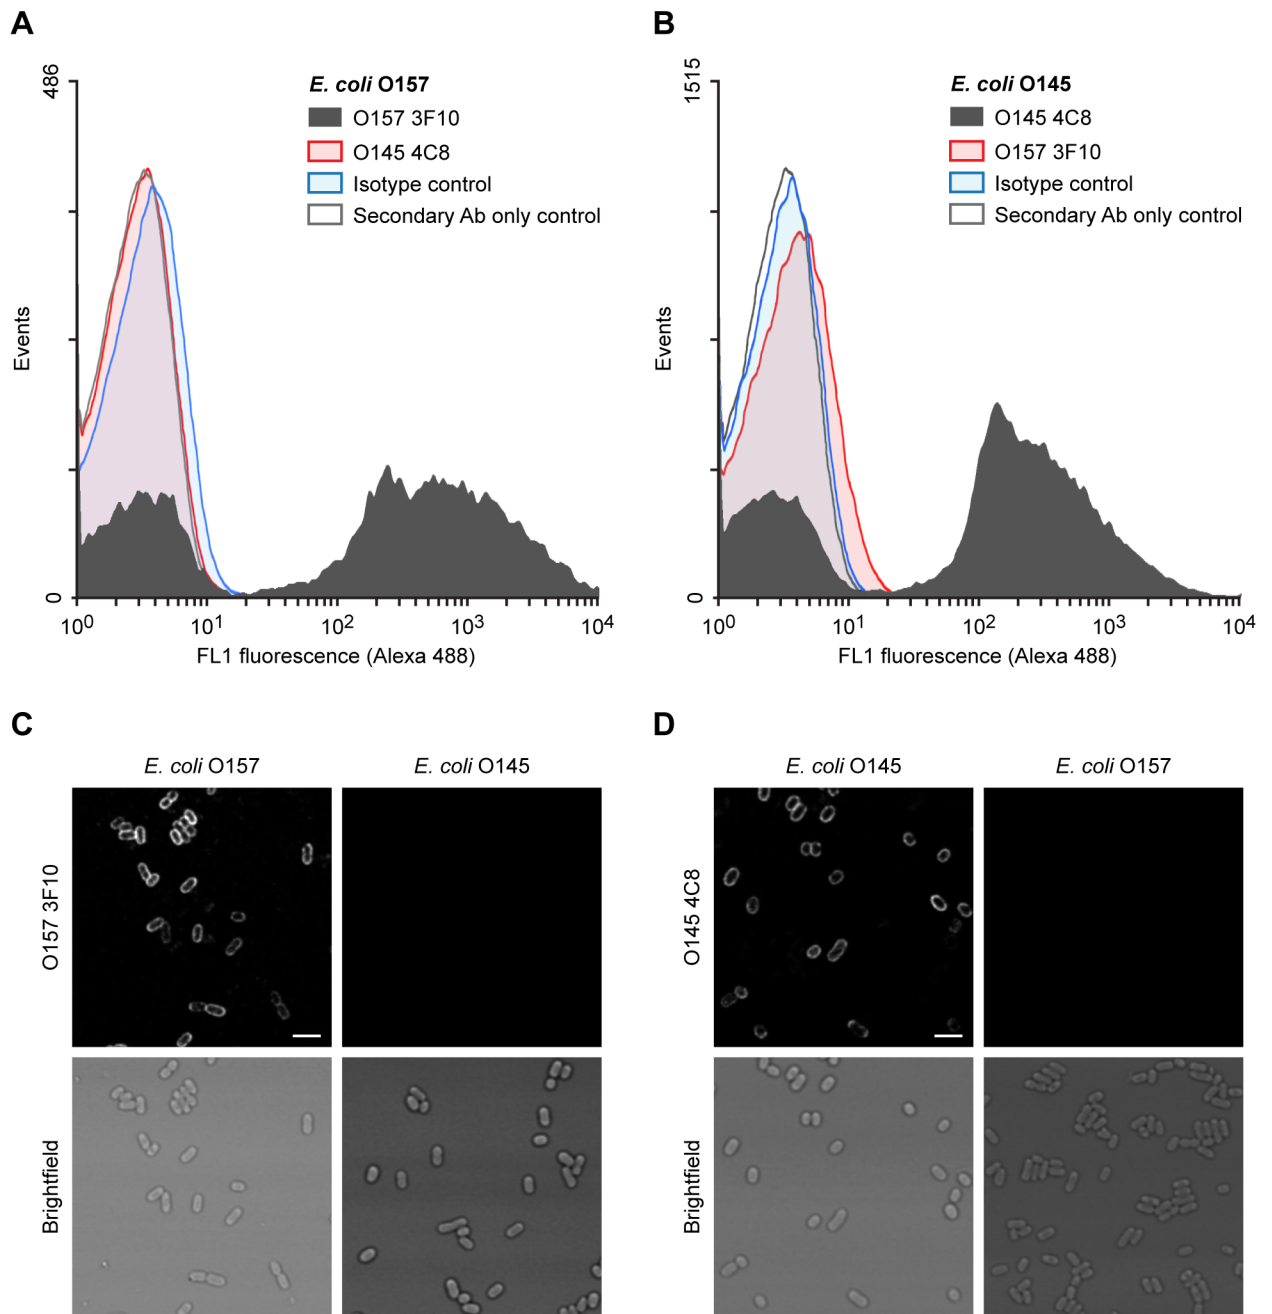 A
486
Events
0
10⁰ 10¹ 10² 10³ 10⁴
FL1 fluorescence (Alexa 488)
E. coli O157
O157 3F10
O145 4C8
Isotype control
Secondary Ab only control
B
1515
Events
0
10⁰ 10¹ 10² 10³ 10⁴
FL1 fluorescence (Alexa 488)
E. coli O145
O145 4C8
O157 3F10
Isotype control
Secondary Ab only control
C
E. coli O157 E. coli O145
O157 3F10
Brightfield
D
E. coli O145 E. coli O157
O145 4C8
Brightfield